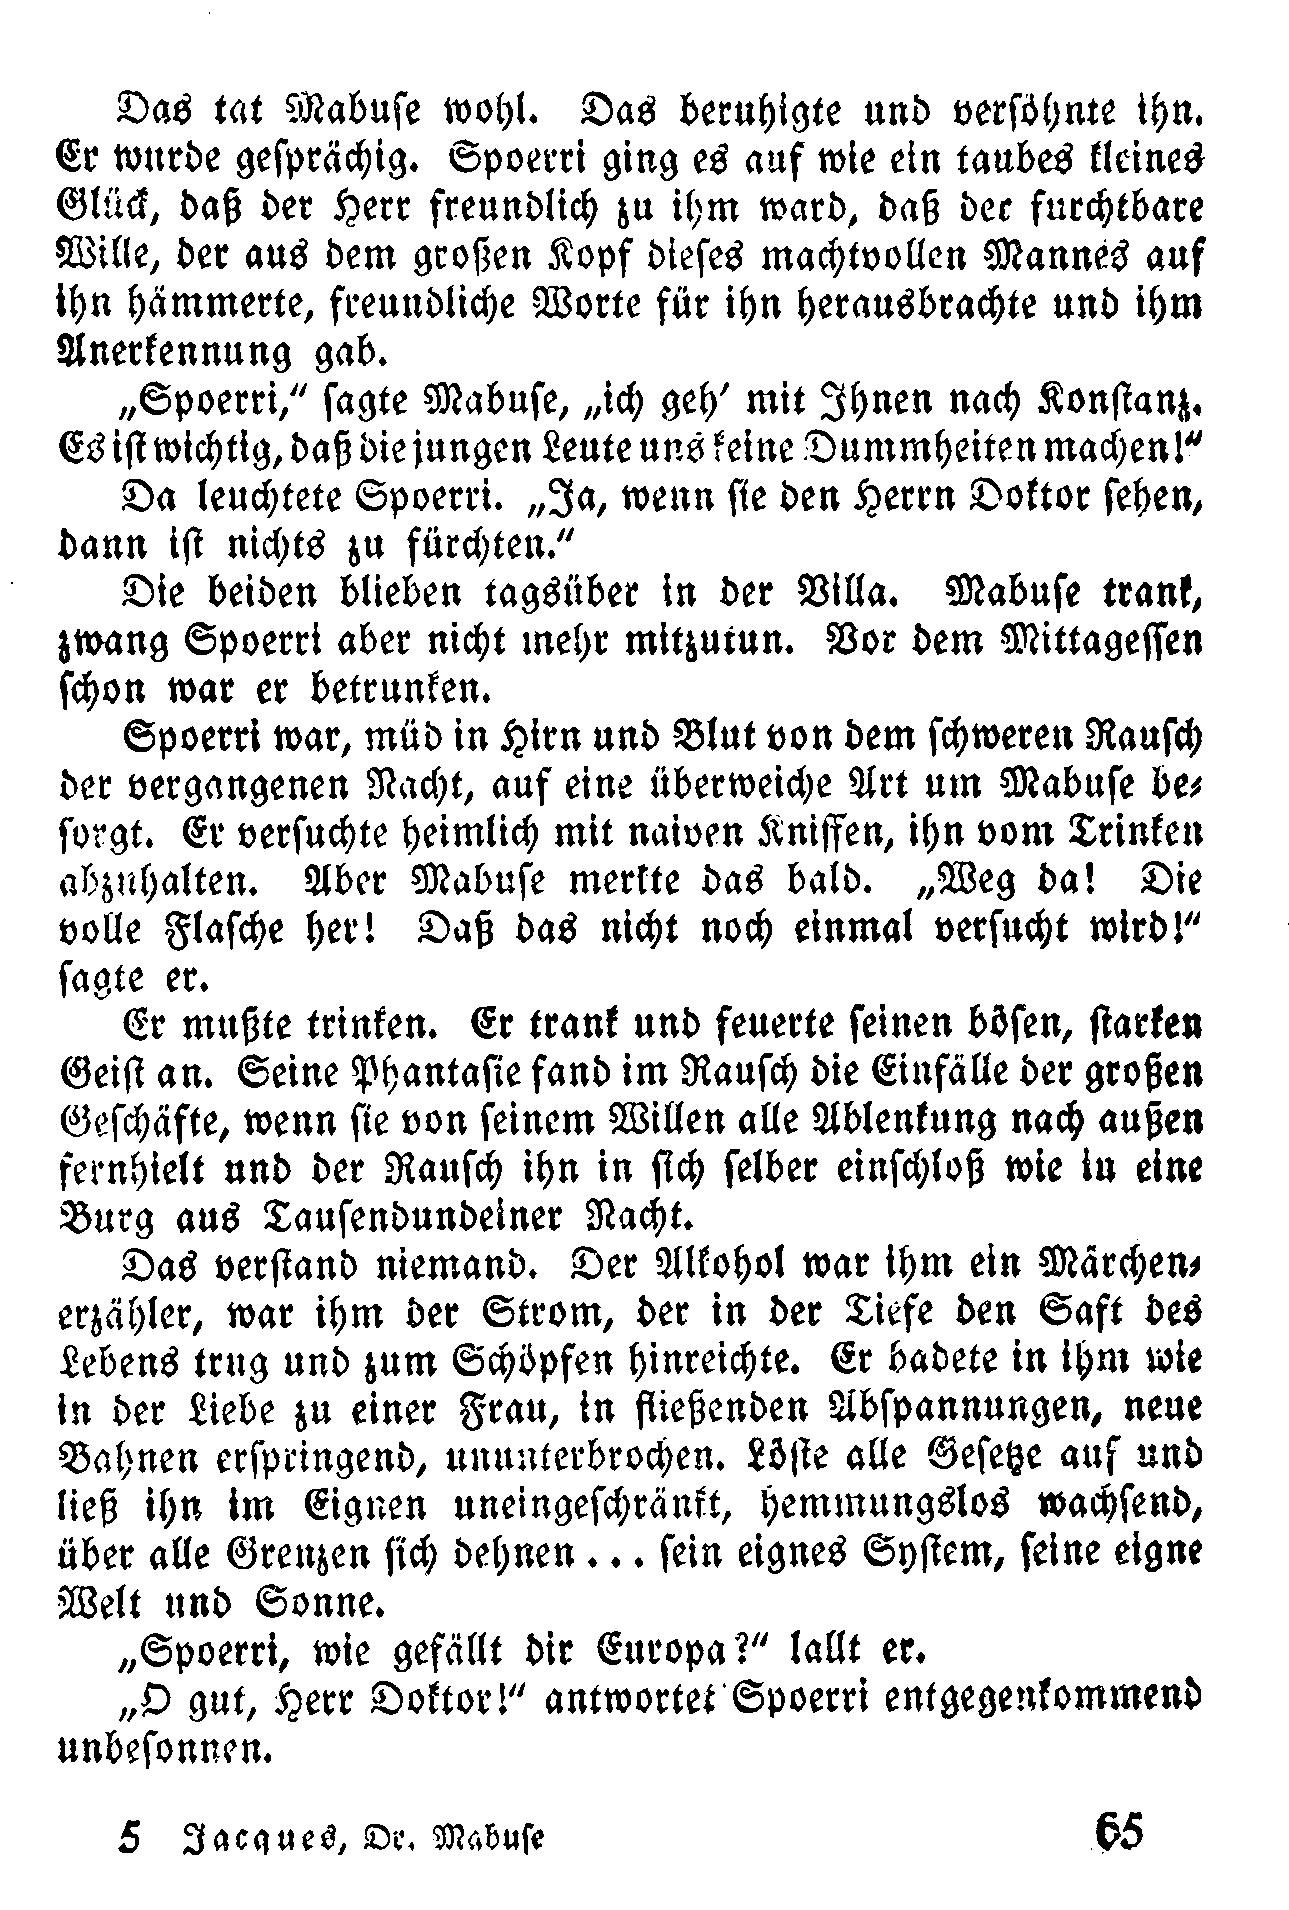 Das tat Mabuse wohl. Das beruhigte und versöhnte ihn.
Er wurde gesprächig. Spoerri ging es auf wie ein taubes kleines
Glück, daß der Herr freundlich zu ihm ward, daß der furchtbare
Wille, der aus dem großen Kopf dieses machtvollen Mannes auf
ihn hämmerte, freundliche Worte für ihn herausbrachte und ihm
Anerkennung gab.
„Spoerri,“ sagte Mabuse, „ich geh’ mit Ihnen nach Konstanz.
Es ist wichtig, daß die jungen Leute uns keine Dummheiten machen!“
Da leuchtete Spoerri. „Ja, wenn sie den Herrn Doktor sehen,
dann ist nichts zu fürchten.“
Die beiden blieben tagsüber in der Villa. Mabuse trank,
zwang Spoerri aber nicht mehr mitzutun. Vor dem Mittagessen
schon war er betrunken.
Spoerri war, müd in Hirn und Blut von dem schweren Rausch
der vergangenen Nacht, auf eine überweiche Art um Mabuse be-
sorgt. Er versuchte heimlich mit naiven Kniffen, ihn vom Trinken
abzuhalten. Aber Mabuse merkte das bald. „Weg da! Die
volle Flasche her! Daß das nicht noch einmal versucht wird!“
sagte er.
Er mußte trinken. Er trank und feuerte seinen bösen, starken
Geist an. Seine Phantasie fand im Rausch die Einfälle der großen
Geschäfte, wenn sie von seinem Willen alle Ablenkung nach außen
fernhielt und der Rausch ihn in sich selber einschloß wie in eine
Burg aus Tausendundeiner Nacht.
Das verstand niemand. Der Alkohol war ihm ein Märchen-
erzähler, war ihm der Strom, der in der Tiefe den Saft des
Lebens trug und zum Schöpfen hinreichte. Er badete in ihm wie
in der Liebe zu einer Frau, in fließenden Abspannungen, neue
Bahnen erspringend, ununterbrochen. Löste alle Gesetze auf und
ließ ihn im Eignen uneingeschränkt, hemmungslos wachsend,
über alle Grenzen sich dehnen ... sein eignes System, seine eigne
Welt und Sonne.
„Spoerri, wie gefällt dir Europa?“ lallt er.
„O gut, Herr Doktor!“ antwortet Spoerri entgegenkommend
unbesonnen.
5 Jacques, Dr. Mabuse 65